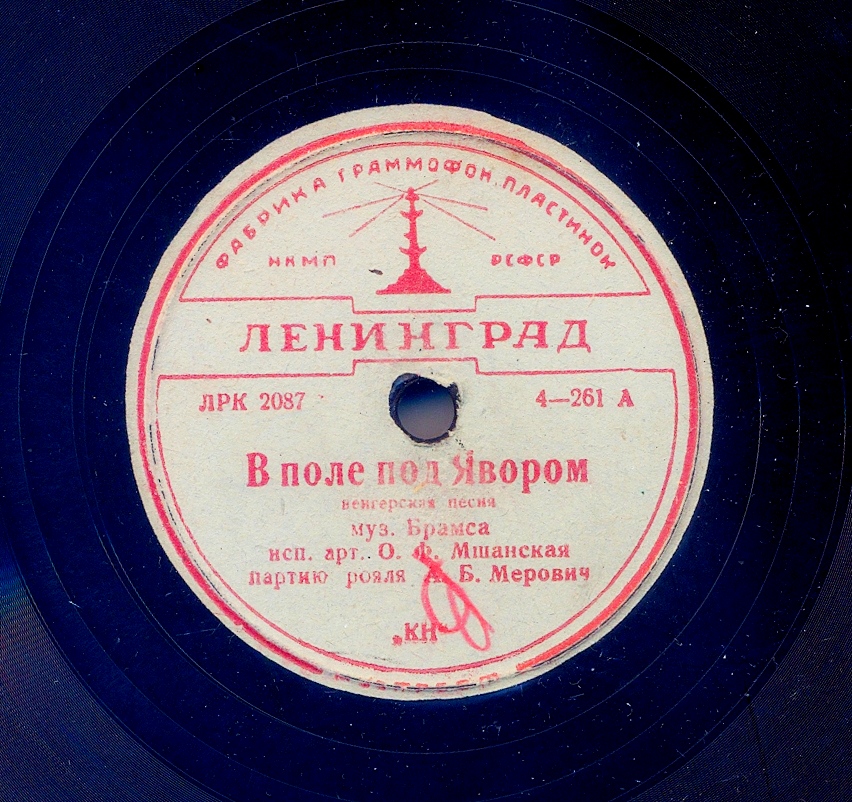 ФАБРИКА ГРАММОФОН. ПЛАСТИНОК
НКМП РСФСР
ЛЕНИНГРАД
ЛРК 2087 4—261 А
В поле под Явором
венгерская песня
муз. Брамса
исп. арт. О. Ф. Мшанская
партию рояля А. Б. Мерович
„КН“